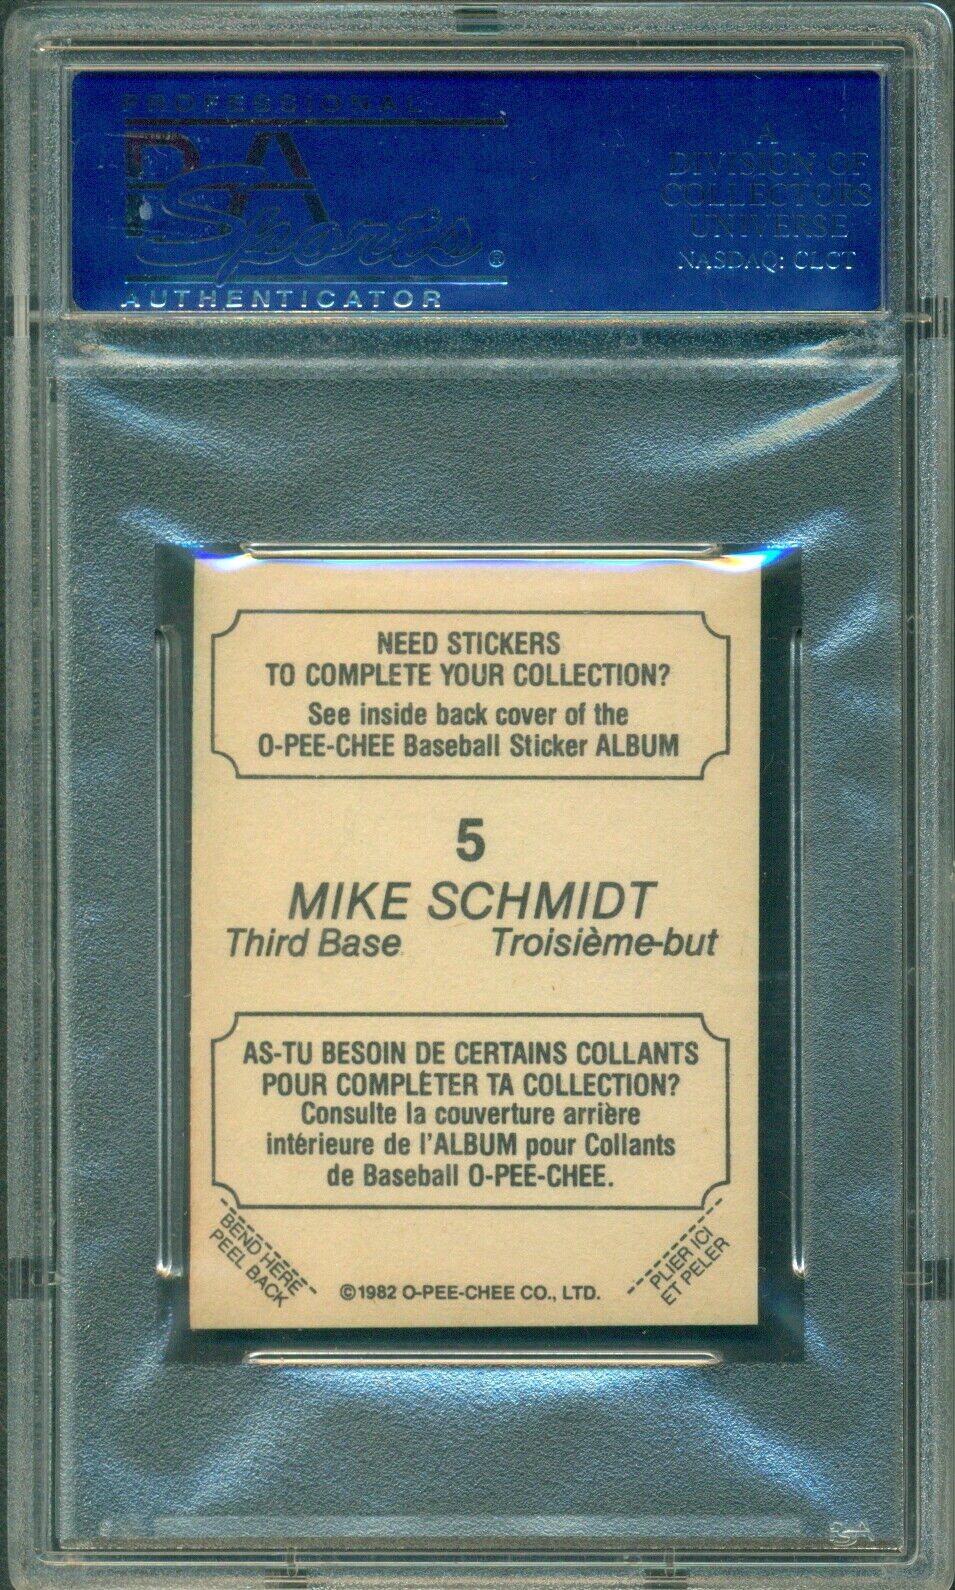 PROFESSIONAL
PSA
Sports®
AUTHENTICATOR
A
DIVISION OF
COLLECTORS
UNIVERSE
NASDAQ: CLCT
NEED STICKERS
TO COMPLETE YOUR COLLECTION?
See inside back cover of the
O-PEE-CHEE Baseball Sticker ALBUM
5
MIKE SCHMIDT
Third Base Troisième-but
AS-TU BESOIN DE CERTAINS COLLANTS
POUR COMPLÉTER TA COLLECTION?
Consulte la couverture arrière
intérieure de l'ALBUM pour Collants
de Baseball O-PEE-CHEE.
BEND HERE
PEEL BACK
©1982 O-PEE-CHEE CO., LTD.
PLIER ICI
ET PELER
PSA